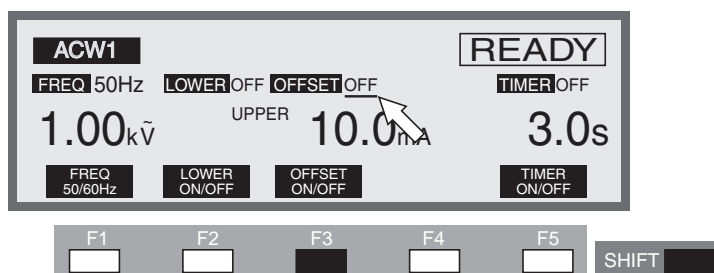 ACW1 READY
FREQ 50Hz LOWER OFF OFFSET OFF TIMER OFF
1.00kṽ UPPER 10.0mA 3.0s
FREQ LOWER OFFSET TIMER
50/60Hz ON/OFF ON/OFF ON/OFF
F1 F2 F3 F4 F5
SHIFT